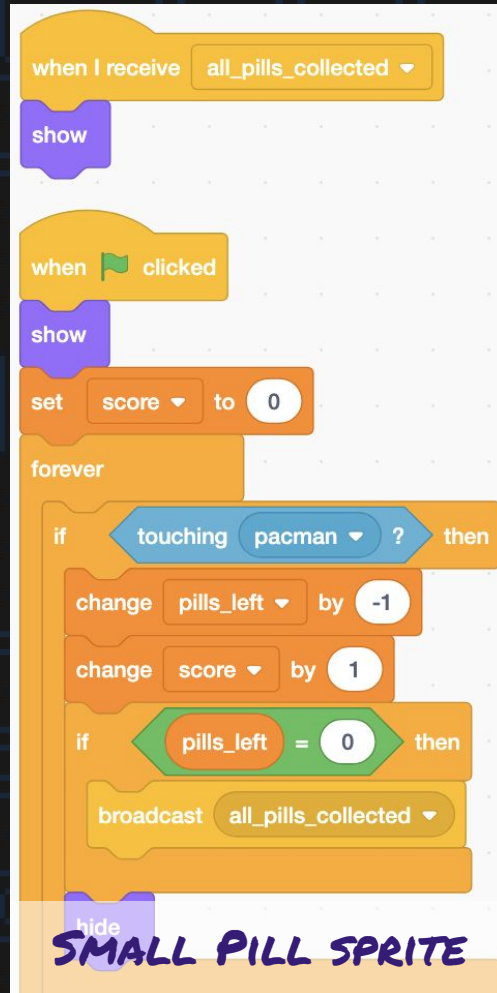 when I receive all_pills_collected
show
when clicked
show
set score to 0
forever
if touching pacman ? then
change pills_left by -1
change score by 1
if pills_left = 0 then
broadcast all_pills_collected
hide
SMALL PILL SPRITE